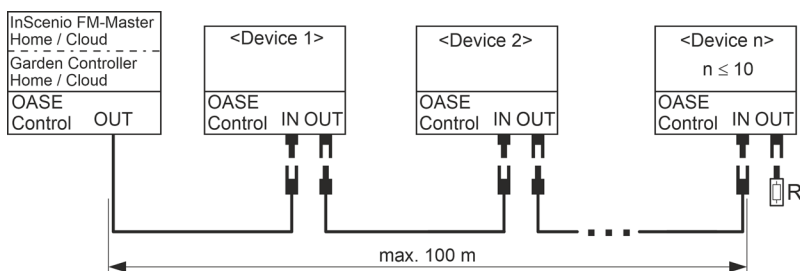 InScenio FM-Master
Home / Cloud
Garden Controller
Home / Cloud
OASE
Control OUT
<Device 1>
OASE
Control IN OUT
<Device 2>
OASE
Control IN OUT
<Device n>
n ≤ 10
OASE
Control IN OUT
R
max. 100 m